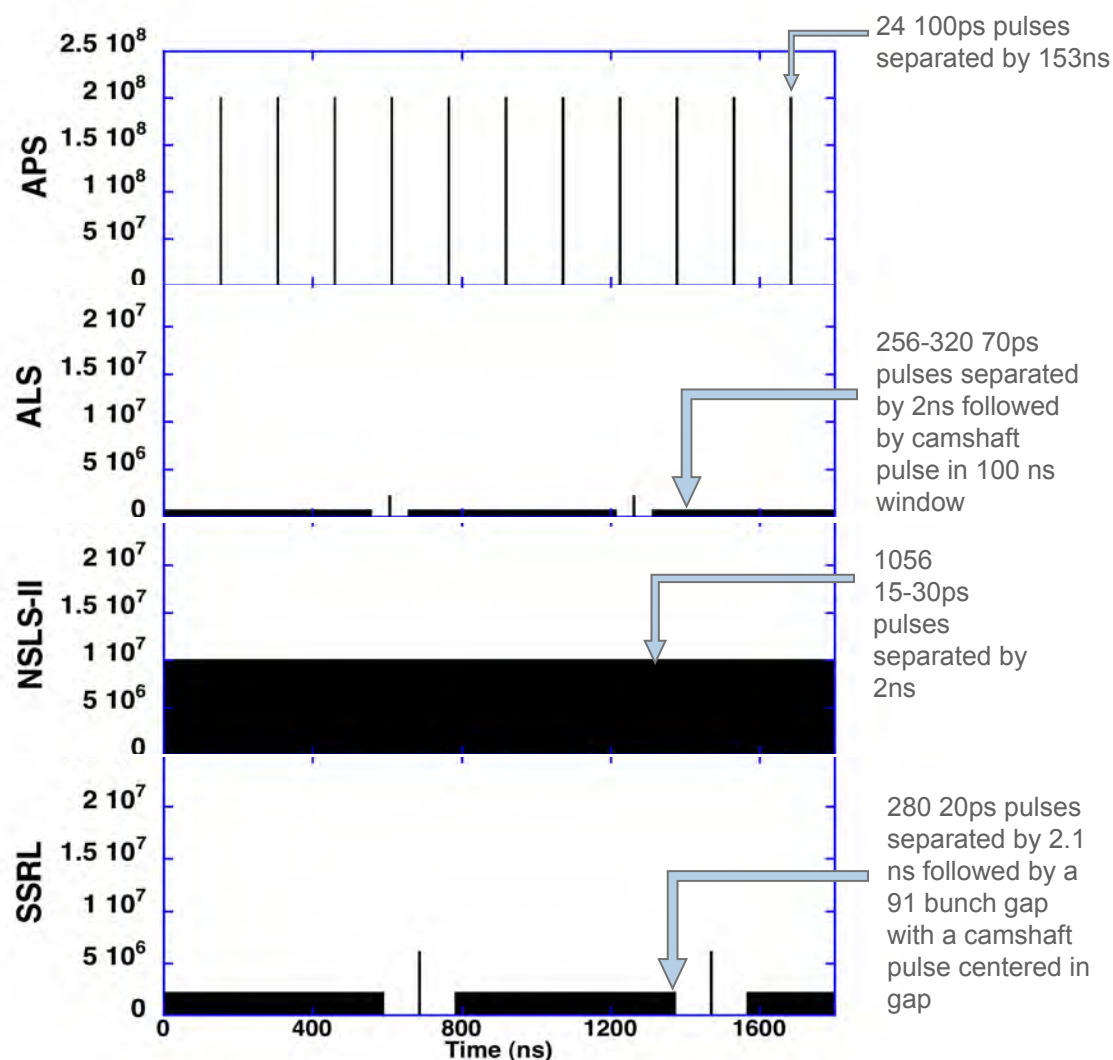 24 100ps pulses
separated by 153ns
APS
2.5 10⁸
2 10⁸
1.5 10⁸
1 10⁸
5 10⁷
0
ALS
2 10⁷
1.5 10⁷
1 10⁷
5 10⁶
0
256-320 70ps
pulses separated
by 2ns followed
by camshaft
pulse in 100 ns
window
NSLS-II
2 10⁷
1.5 10⁷
1 10⁷
5 10⁶
0
1056
15-30ps
pulses
separated by
2ns
SSRL
2 10⁷
1.5 10⁷
1 10⁷
5 10⁶
0
280 20ps pulses
separated by 2.1
ns followed by a
91 bunch gap
with a camshaft
pulse centered in
gap
0 400 800 1200 1600
Time (ns)